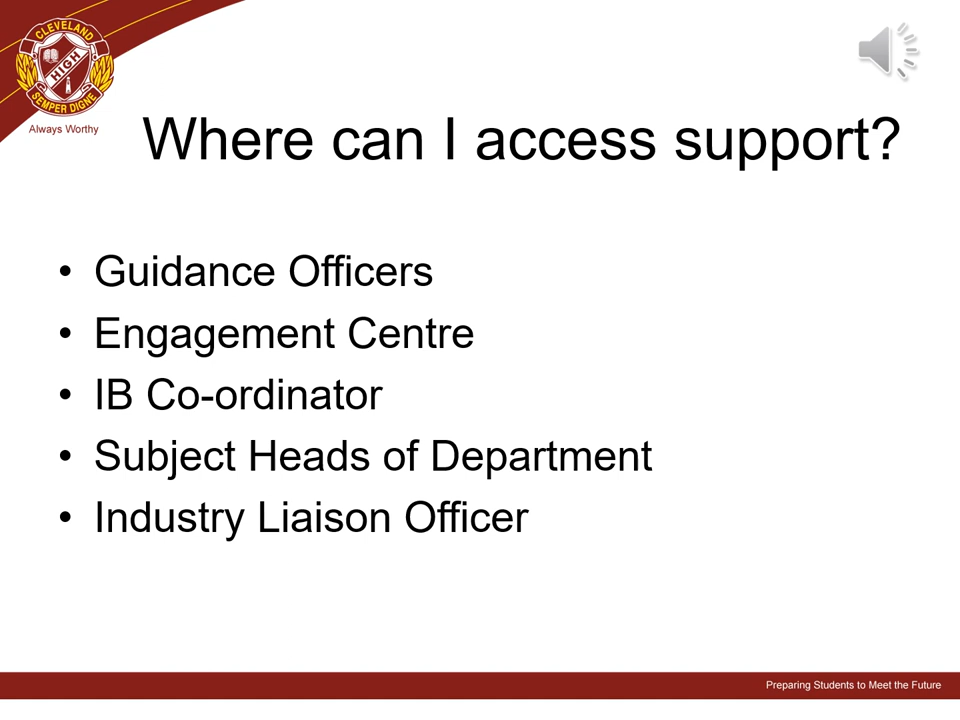 CLEVELAND
HIGH
SEMPER DIGNE
Always Worthy
Where can I access support?
• Guidance Officers
• Engagement Centre
• IB Co-ordinator
• Subject Heads of Department
• Industry Liaison Officer
Preparing Students to Meet the Future